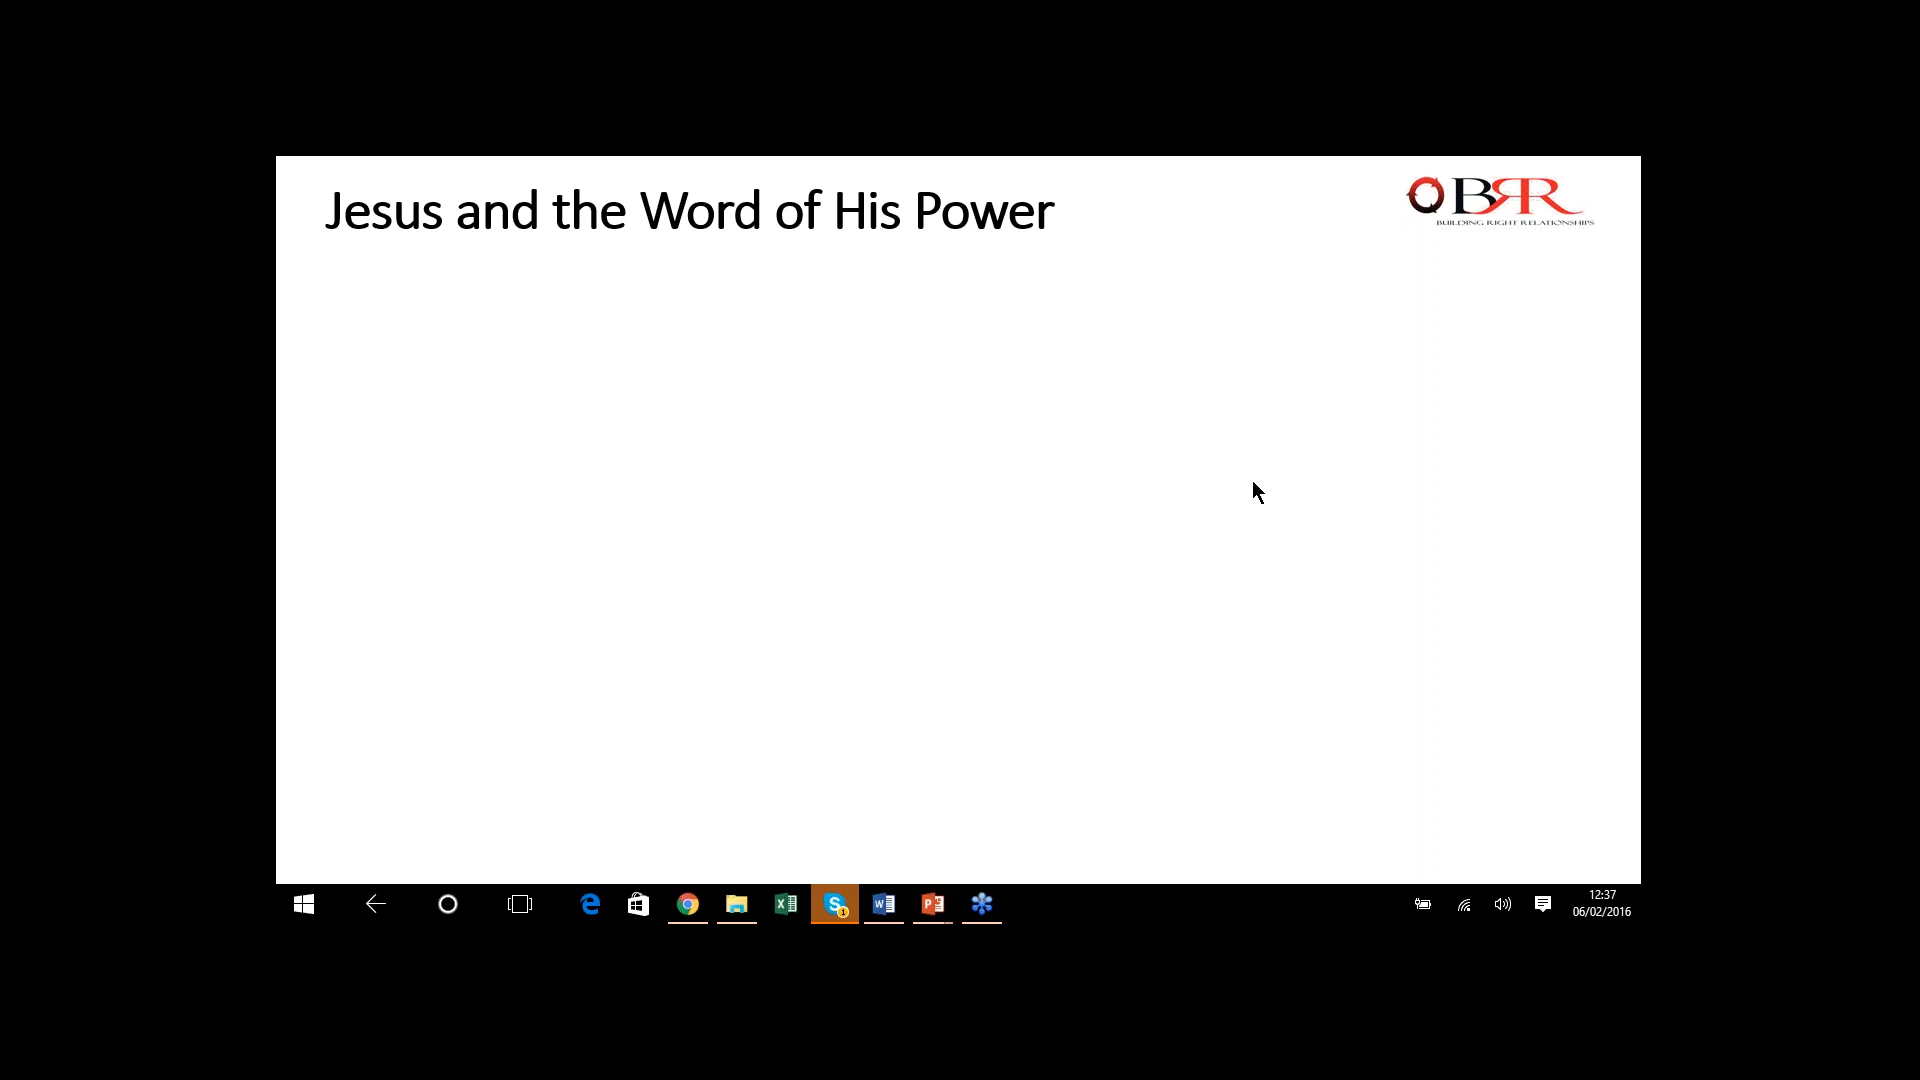 Jesus and the Word of His Power
BRR
BUILDING RIGHT RELATIONSHIPS
12:37
06/02/2016